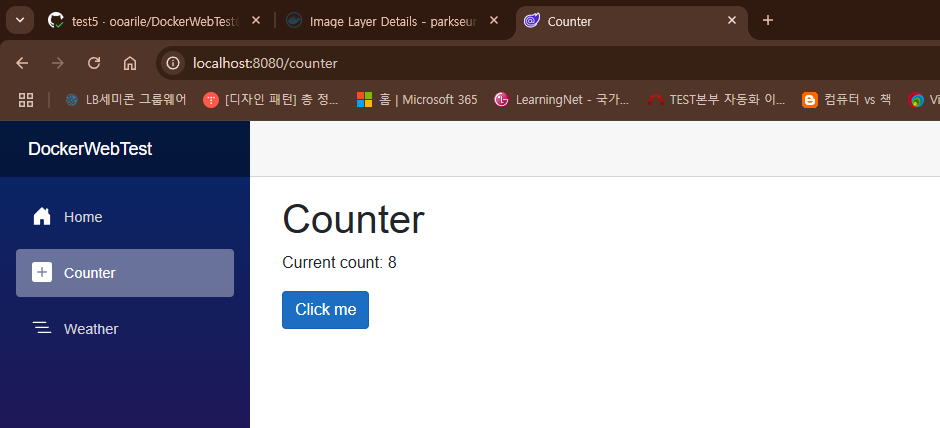 test5 · ooarile/DockerWebTest
Image Layer Details - parkseur
Counter
localhost:8080/counter
LB세미콘 그룹웨어
[디자인 패턴] 총 정...
홈 | Microsoft 365
LearningNet - 국가...
TEST본부 자동화 이...
컴퓨터 vs 책
Vi
DockerWebTest
Home
Counter
Weather
Counter
Current count: 8
Click me